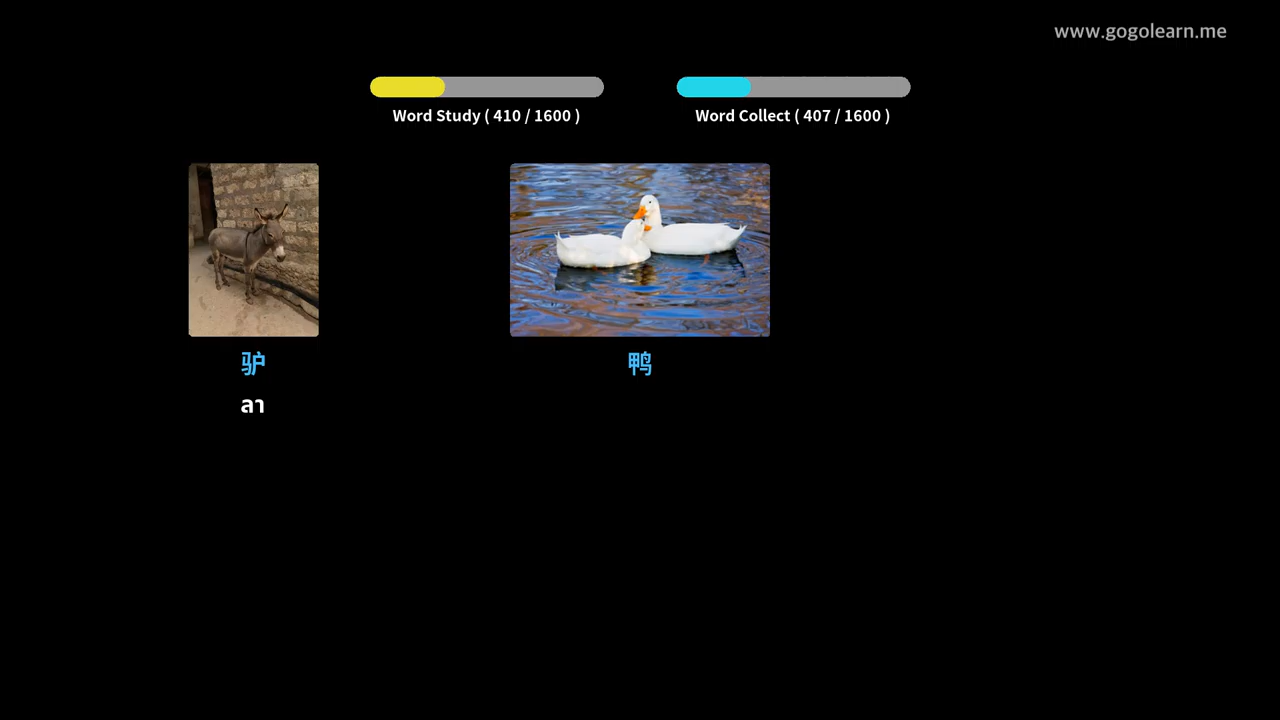 www.gogolearn.me
Word Study ( 410 / 1600 )
Word Collect ( 407 / 1600 )
驴
鸭
ลา